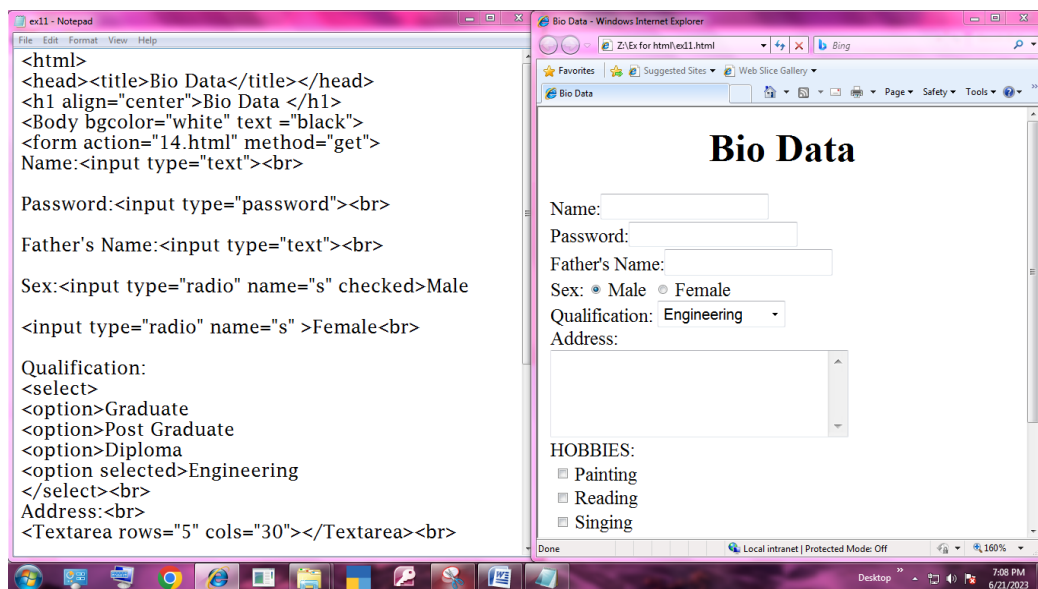 ex11 - Notepad
File Edit Format View Help
<html>
<head><title>Bio Data</title></head>
<h1 align="center">Bio Data </h1>
<Body bgcolor="white" text ="black">
<form action="14.html" method="get">
Name:<input type="text"><br>
Password:<input type="password"><br>
Father's Name:<input type="text"><br>
Sex:<input type="radio" name="s" checked>Male
<input type="radio" name="s" >Female<br>
Qualification:
<select>
<option>Graduate
<option>Post Graduate
<option>Diploma
<option selected>Engineering
</select><br>
Address:<br>
<Textarea rows="5" cols="30"></Textarea><br>
Bio Data - Windows Internet Explorer
Z:\Ex for html\ex11.html
Bing
Favorites
Suggested Sites
Web Slice Gallery
Bio Data
Page Safety Tools
Bio Data
Name:
Password:
Father's Name:
Sex: Male Female
Qualification: Engineering
Address:
HOBBIES:
Painting
Reading
Singing
Done
Local intranet | Protected Mode: Off
160%
Desktop
7:08 PM
6/21/2023